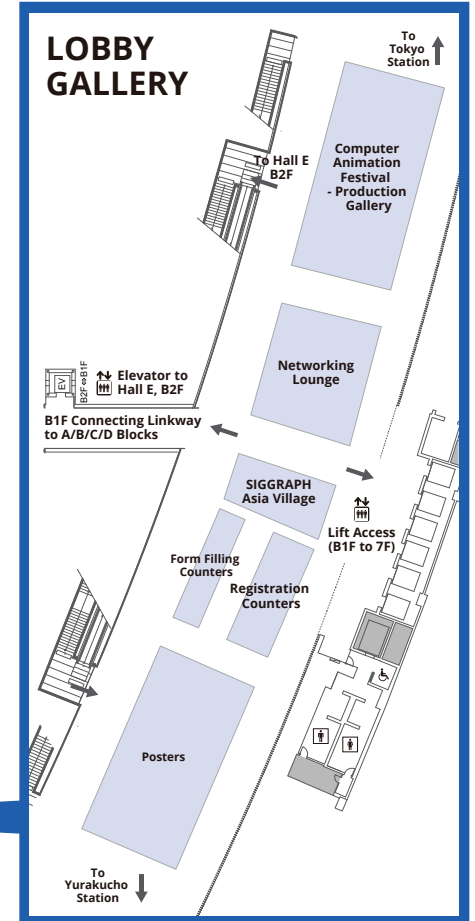 LOBBY
GALLERY
To
Tokyo
Station
Computer
Animation
Festival
- Production
Gallery
To Hall E
B2F
Networking
Lounge
EV
B2F⇔B1F
Elevator to
Hall E, B2F
B1F Connecting Linkway
to A/B/C/D Blocks
SIGGRAPH
Asia Village
Lift Access
(B1F to 7F)
Form Filling
Counters
Registration
Counters
Posters
To
Yurakucho
Station